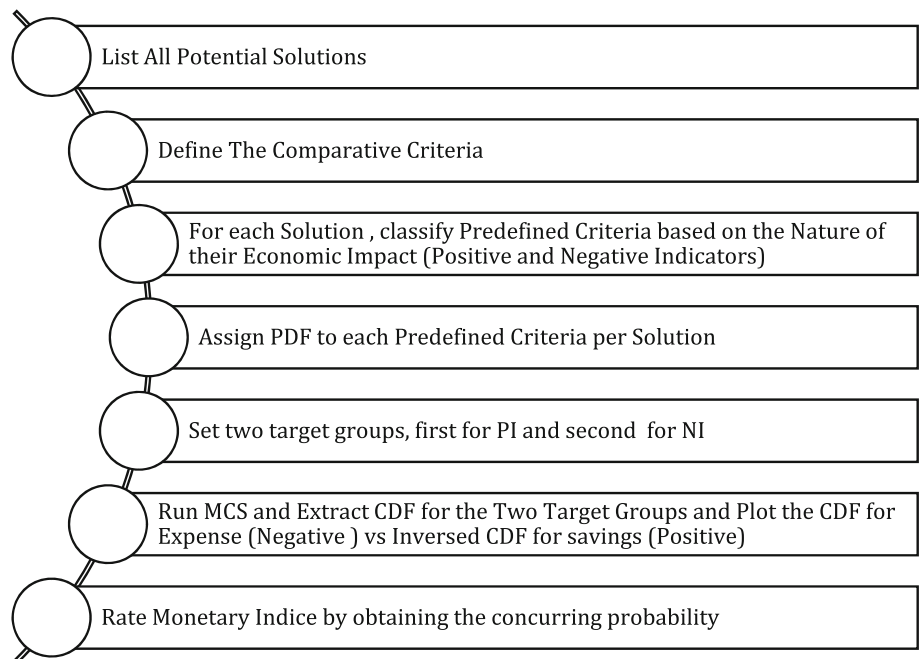 List All Potential Solutions
Define The Comparative Criteria
For each Solution , classify Predefined Criteria based on the Nature of
their Economic Impact (Positive and Negative Indicators)
Assign PDF to each Predefined Criteria per Solution
Set two target groups, first for PI and second for NI
Run MCS and Extract CDF for the Two Target Groups and Plot the CDF for
Expense (Negative ) vs Inversed CDF for savings (Positive)
Rate Monetary Indice by obtaining the concurring probability